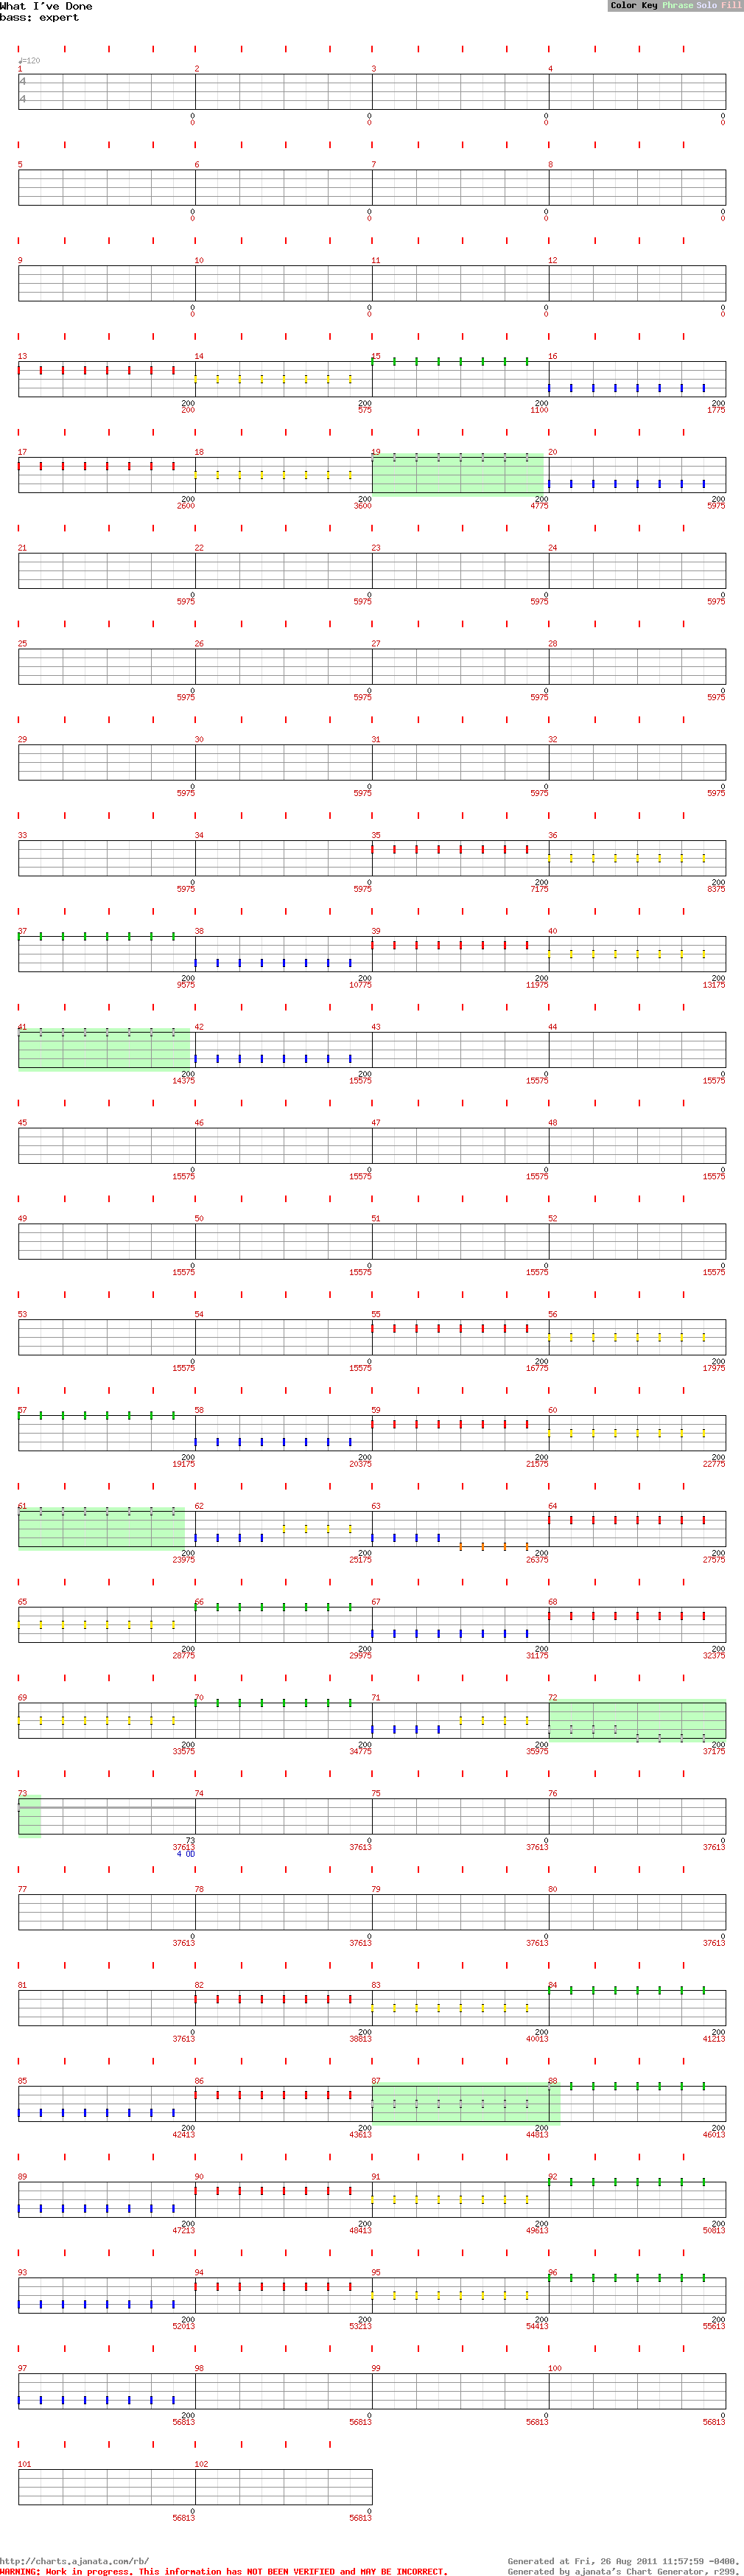 What I've Done
bass: expert
Color Key Phrase Solo Fill
♩=120
1 2 3 4
4
4
0 0 0 0
0 0 0 0
5 6 7 8
0 0 0 0
0 0 0 0
9 10 11 12
0 0 0 0
0 0 0 0
13 14 15 16
200 200 200 200
200 575 1100 1775
17 18 19 20
200 200 200 200
2600 3600 4775 5975
21 22 23 24
0 0 0 0
5975 5975 5975 5975
25 26 27 28
0 0 0 0
5975 5975 5975 5975
29 30 31 32
0 0 0 0
5975 5975 5975 5975
33 34 35 36
0 0 200 200
5975 5975 7175 8375
37 38 39 40
200 200 200 200
9575 10775 11975 13175
41 42 43 44
200 200 0 0
14375 15575 15575 15575
45 46 47 48
0 0 0 0
15575 15575 15575 15575
49 50 51 52
0 0 0 0
15575 15575 15575 15575
53 54 55 56
0 0 200 200
15575 15575 16775 17975
57 58 59 60
200 200 200 200
19175 20375 21575 22775
61 62 63 64
200 200 200 200
23975 25175 26375 27575
65 66 67 68
200 200 200 200
28775 29975 31175 32375
69 70 71 72
200 200 200 200
33575 34775 35975 37175
73 74 75 76
73 0 0 0
37613 37613 37613 37613
4 OD
77 78 79 80
0 0 0 0
37613 37613 37613 37613
81 82 83 84
0 200 200 200
37613 38813 40013 41213
85 86 87 88
200 200 200 200
42413 43613 44813 46013
89 90 91 92
200 200 200 200
47213 48413 49613 50813
93 94 95 96
200 200 200 200
52013 53213 54413 55613
97 98 99 100
200 0 0 0
56813 56813 56813 56813
101 102
0 0
56813 56813
http://charts.ajanata.com/rb/
Generated at Fri, 26 Aug 2011 11:57:59 -0400.
WARNING: Work in progress. This information has NOT BEEN VERIFIED and MAY BE INCORRECT.
Generated by ajanata's Chart Generator, r299.